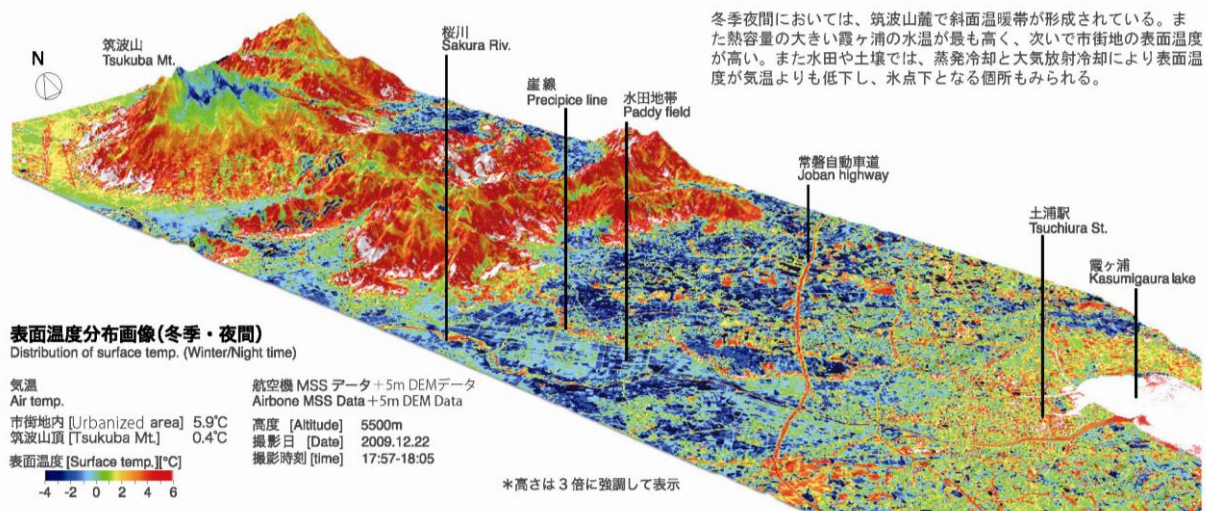 冬季夜間においては、筑波山麓で斜面温暖帯が形成されている。ま
た熱容量の大きい霞ヶ浦の水温が最も高く、次いで市街地の表面温度
が高い。また水田や土壌では、蒸発冷却と大気放射冷却により表面温
度が気温よりも低下し、氷点下となる個所もみられる。
筑波山
Tsukuba Mt.
N
桜川
Sakura Riv.
崖線
Precipice line
水田地帯
Paddy field
常磐自動車道
Joban highway
土浦駅
Tsuchiura St.
霞ヶ浦
Kasumigaura lake
表面温度分布画像(冬季・夜間)
Distribution of surface temp. (Winter/Night time)
気温
Air temp.
市街地内 [Urbanized area] 5.9℃
筑波山頂 [Tsukuba Mt.] 0.4℃
表面温度 [Surface temp.][℃]
-4 -2 0 2 4 6
航空機 MSS データ+5m DEMデータ
Airbone MSS Data+5m DEM Data
高度 [Altitude] 5500m
撮影日 [Date] 2009.12.22
撮影時刻 [time] 17:57-18:05
*高さは 3 倍に強調して表示